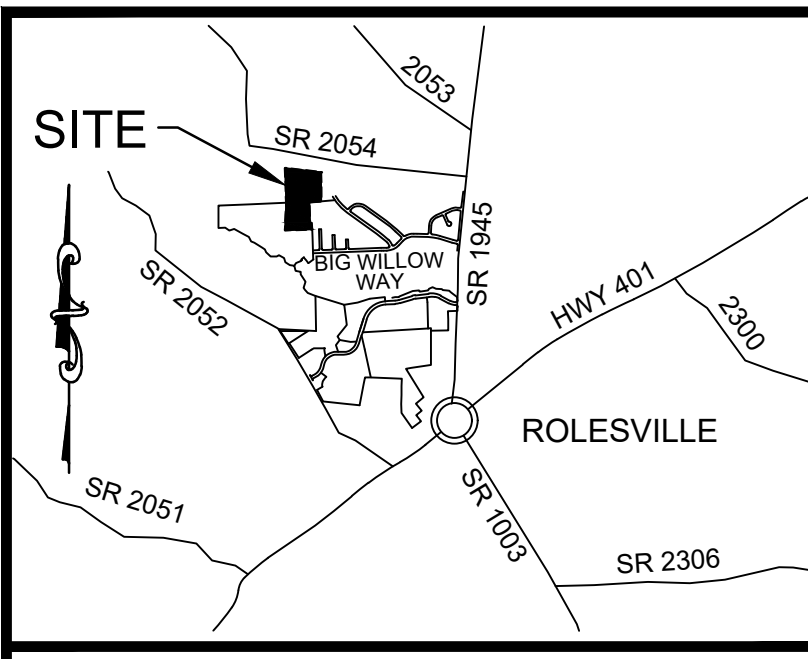 2053
SITE
SR 2054
SR 1945
BIG WILLOW
WAY
SR 2052
HWY 401
2300
ROLESVILLE
SR 2051
SR 1003
SR 2306